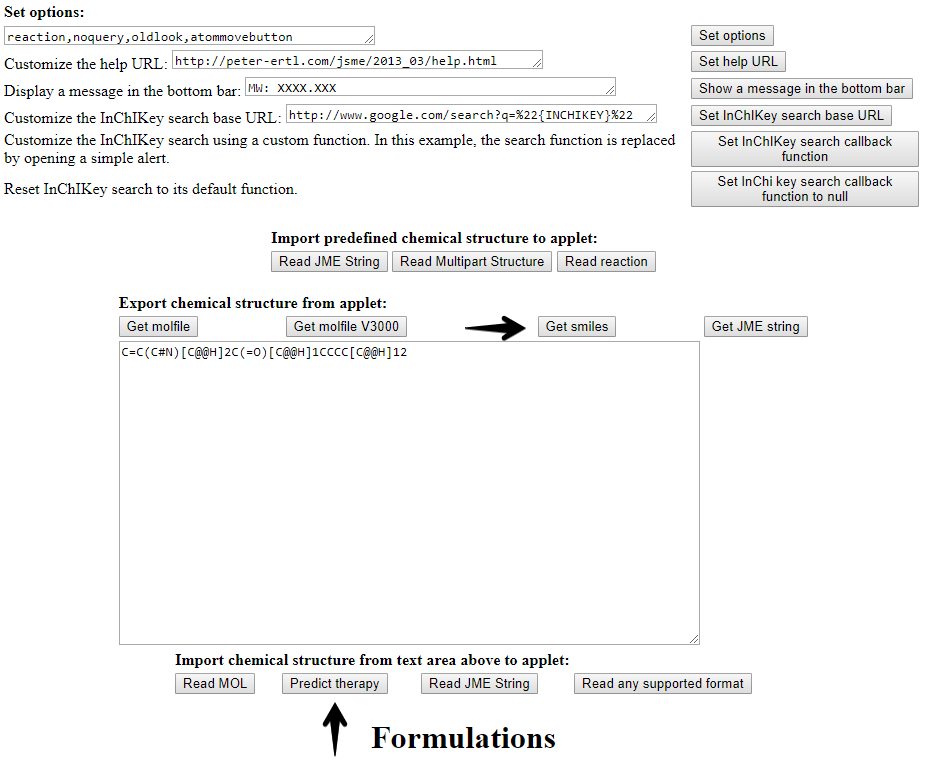 Set options:
reaction,noquery,oldlook,atommovebutton
Set options
Customize the help URL: http://peter-ertl.com/jsme/2013_03/help.html
Set help URL
Display a message in the bottom bar: MW: XXXX.XXX
Show a message in the bottom bar
Customize the InChIKey search base URL: http://www.google.com/search?q=%22{INCHIKEY}%22
Set InChIKey search base URL
Customize the InChIKey search using a custom function. In this example, the search function is replaced
by opening a simple alert.
Set InChIKey search callback
function
Reset InChIKey search to its default function.
Set InChi key search callback
function to null
Import predefined chemical structure to applet:
Read JME String Read Multipart Structure Read reaction
Export chemical structure from applet:
Get molfile Get molfile V3000 Get smiles Get JME string
C=C(C#N)[C@@H]2C(=O)[C@@H]1CCCC[C@@H]12
Import chemical structure from text area above to applet:
Read MOL Predict therapy Read JME String Read any supported format
Formulations